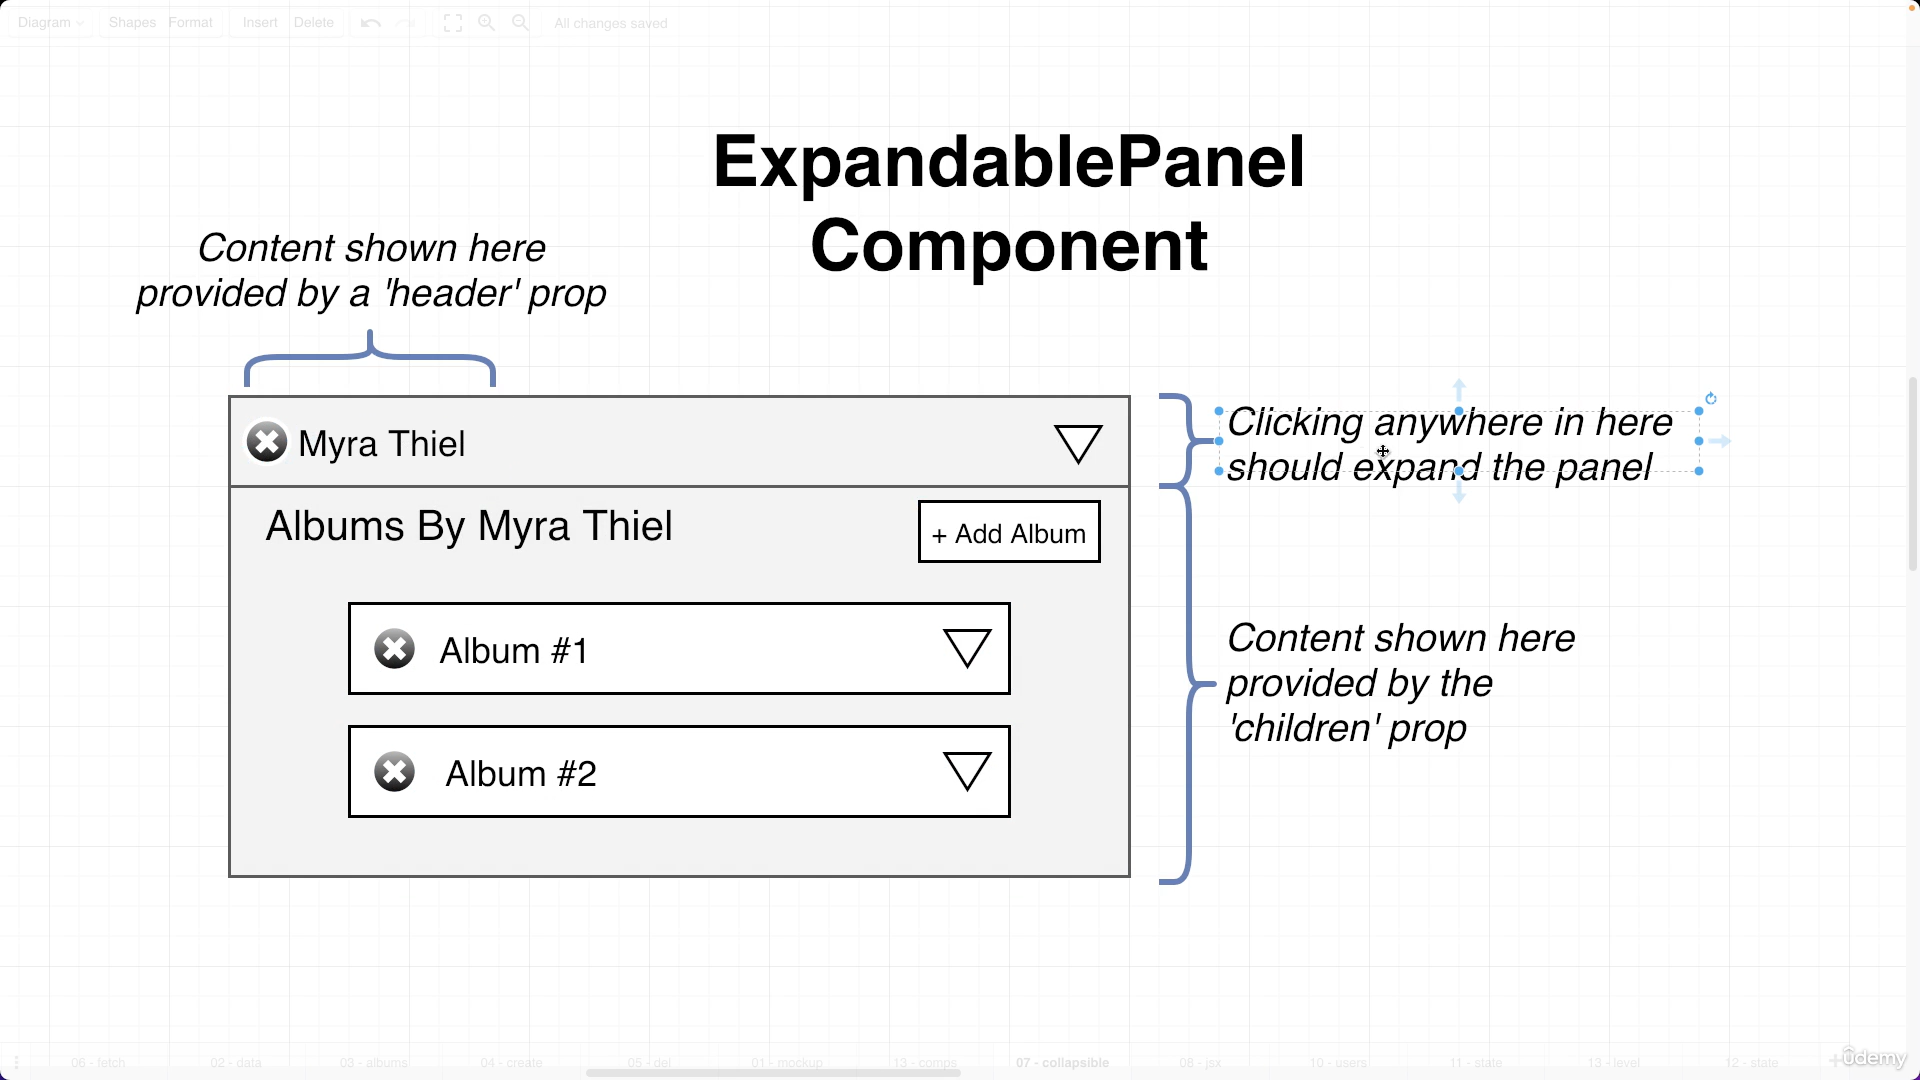 Diagram
Shapes
Format
Insert
Delete
All changes saved
ExpandablePanel
Component
Content shown here
provided by a 'header' prop
Myra Thiel
Clicking anywhere in here
should expand the panel
Albums By Myra Thiel
+ Add Album
Album #1
Album #2
Content shown here
provided by the
'children' prop
06 - fetch
02 - data
03 - albums
04 - create
05 - del
01 - mockup
13 - comps
07 - collapsible
08 - jsx
10 - users
11 - state
13 - level
12 - state
ûdemy